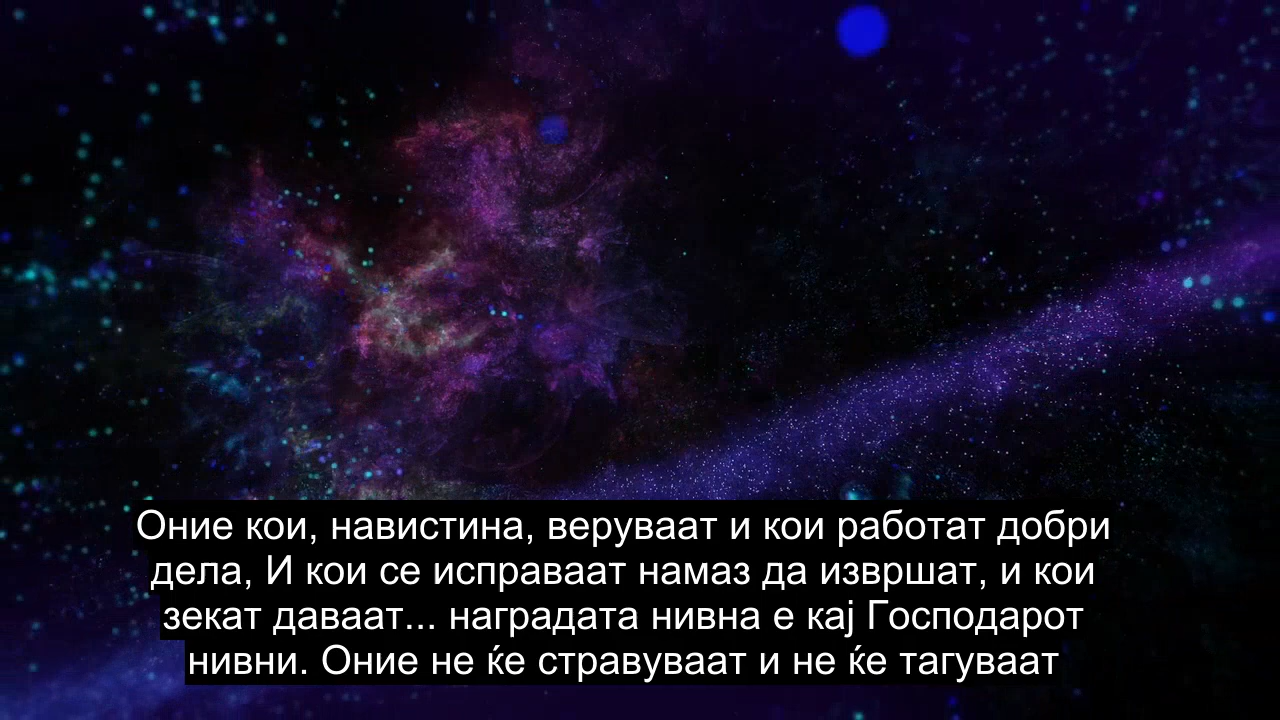 Оние кои, навистина, веруваат и кои работат добри
дела, И кои се исправаат намаз да извршат, и кои
зекат даваат... наградата нивна е кај Господарот
нивни. Оние не ќе стравуваат и не ќе тагуваат